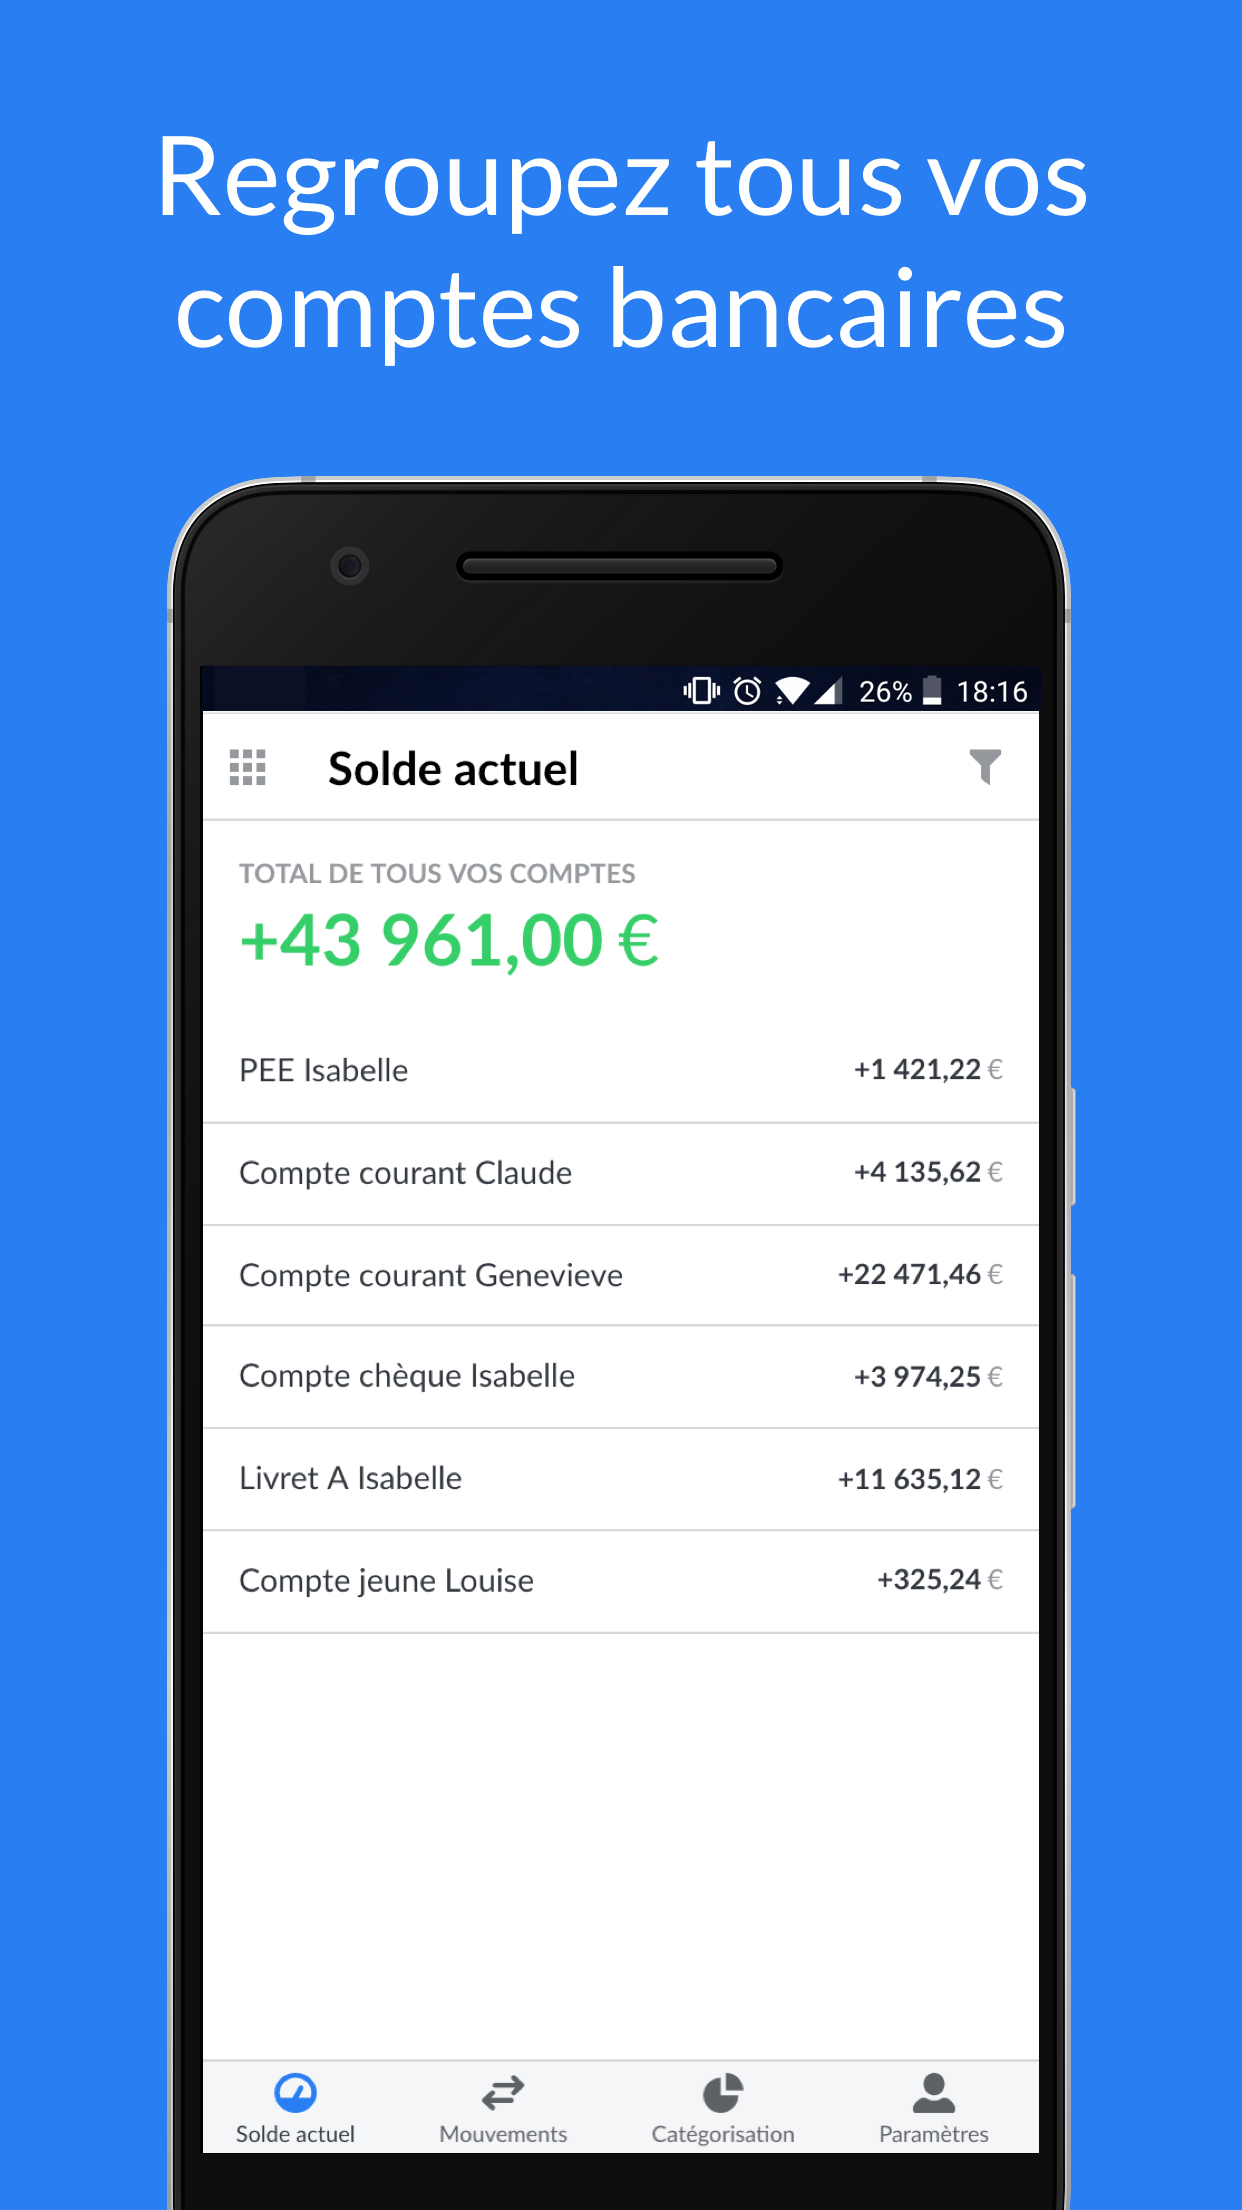 Regroupez tous vos
comptes bancaires
26% 18:16
Solde actuel
TOTAL DE TOUS VOS COMPTES
+43 961,00 €
PEE Isabelle +1 421,22 €
Compte courant Claude +4 135,62 €
Compte courant Genevieve +22 471,46 €
Compte chèque Isabelle +3 974,25 €
Livret A Isabelle +11 635,12 €
Compte jeune Louise +325,24 €
Solde actuel Mouvements Catégorisation Paramètres